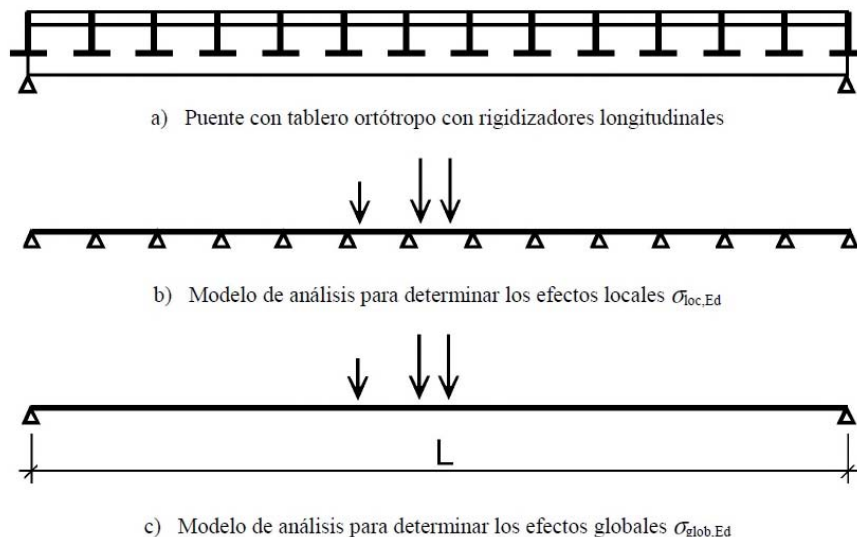 a) Puente con tablero ortótropo con rigidizadores longitudinales
b) Modelo de análisis para determinar los efectos locales σloc,Ed
L
c) Modelo de análisis para determinar los efectos globales σglob,Ed